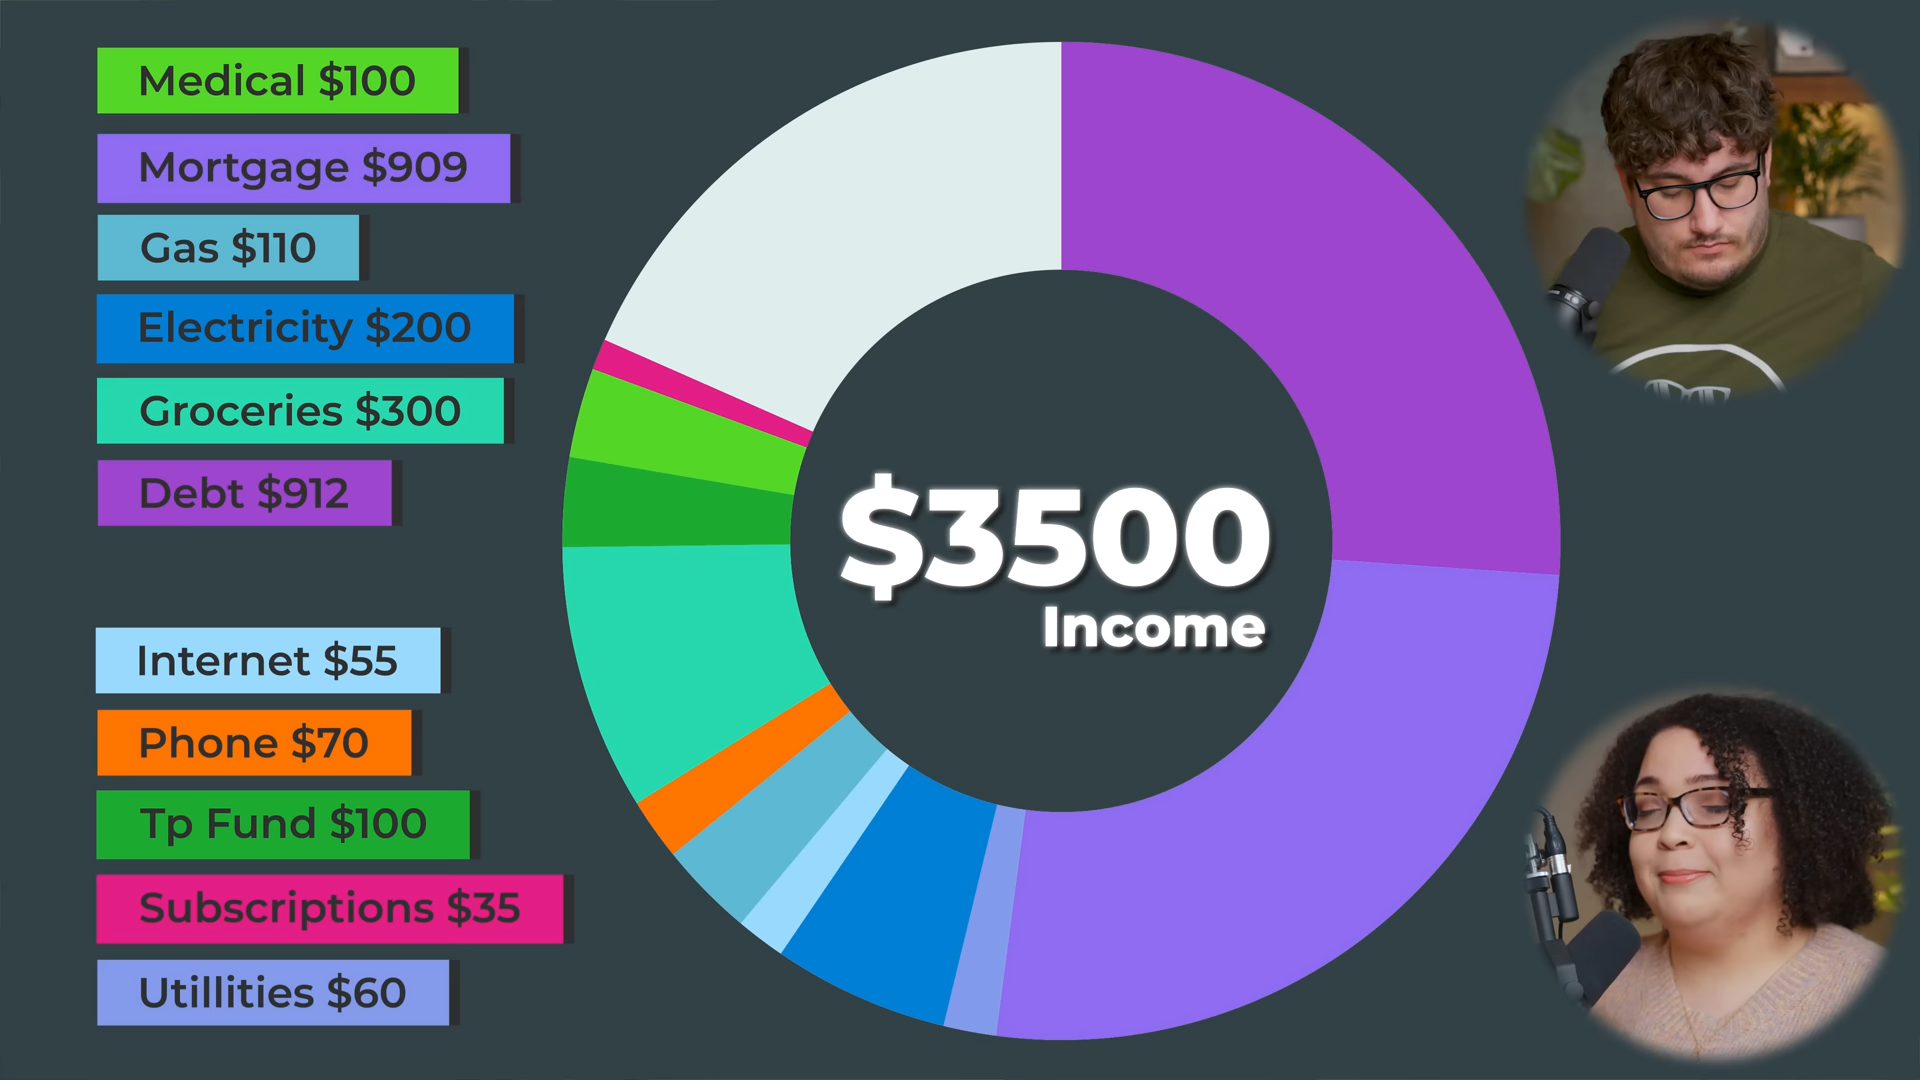 Medical $100
Mortgage $909
Gas $110
Electricity $200
Groceries $300
Debt $912
Internet $55
Phone $70
Tp Fund $100
Subscriptions $35
Utillities $60
$3500
Income